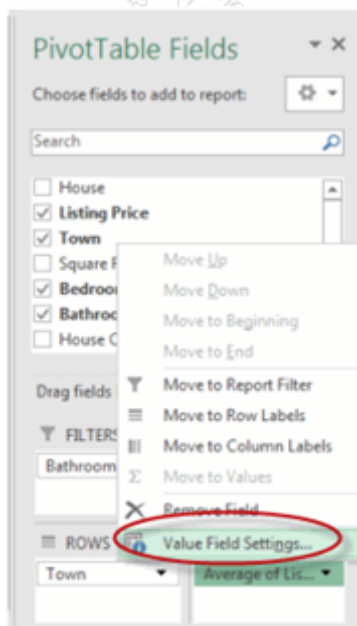 PivotTable Fields
Choose fields to add to report:
Search
House
Listing Price
Town
Square F
Bedroo
Bathroo
House C
Move Up
Move Down
Move to Beginning
Move to End
Drag fields
Move to Report Filter
Move to Row Labels
FILTERS
Move to Column Labels
Bathroom
Move to Values
Remove Field
ROWS
Value Field Settings...
Town
Average of Lis...